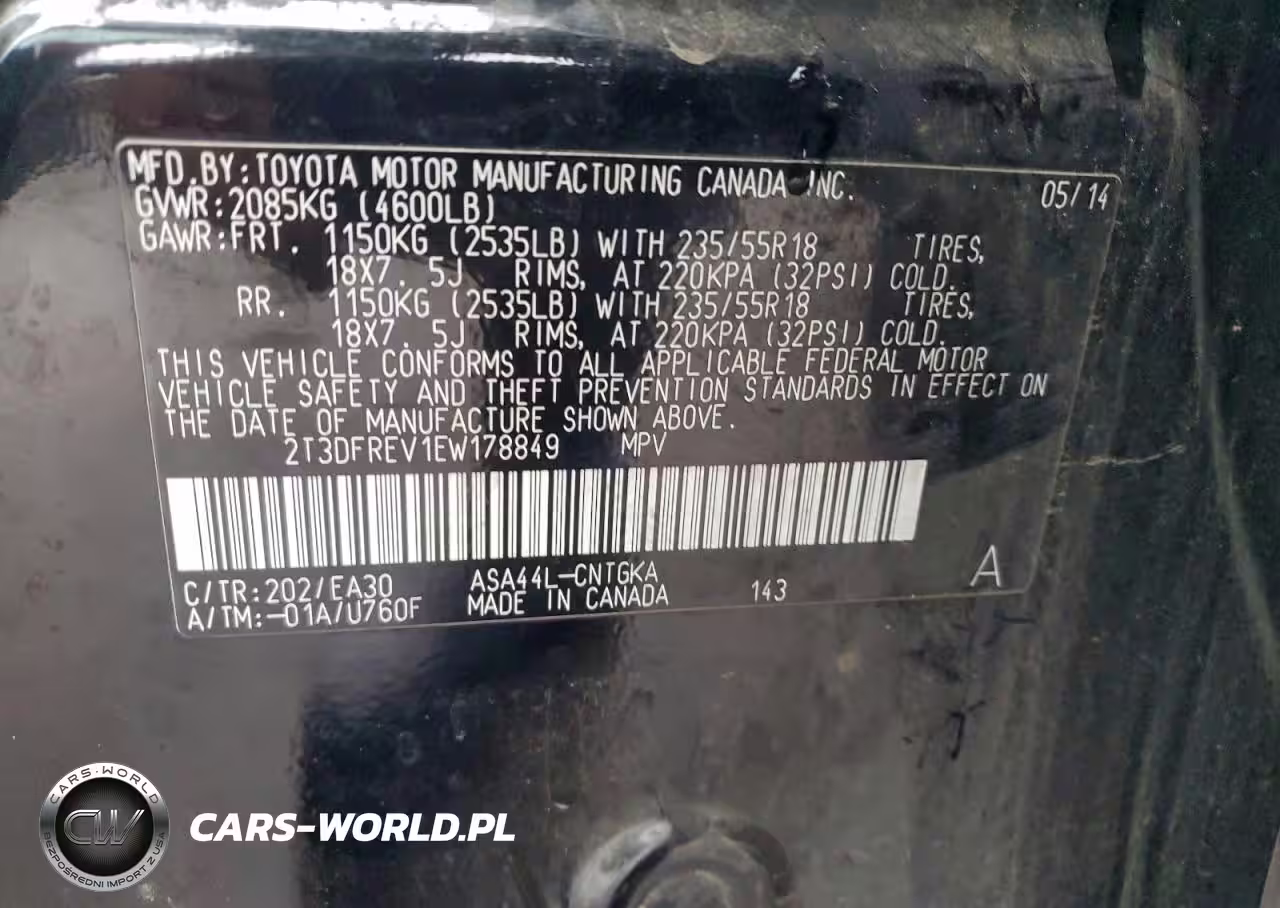 MFD.BY:TOYOTA MOTOR MANUFACTURING CANADA INC. 05/14
GVWR:2085KG (4600LB)
GAWR:FRT. 1150KG (2535LB) WITH 235/55R18 TIRES,
18X7.5J RIMS, AT 220KPA (32PSI) COLD.
RR. 1150KG (2535LB) WITH 235/55R18 TIRES,
18X7.5J RIMS, AT 220KPA (32PSI) COLD.
THIS VEHICLE CONFORMS TO ALL APPLICABLE FEDERAL MOTOR
VEHICLE SAFETY AND THEFT PREVENTION STANDARDS IN EFFECT ON
THE DATE OF MANUFACTURE SHOWN ABOVE.
2T3DFREV1EW178849 MPV
C/TR:202/EA30 ASA44L-CNTGKA
A/TM:-01A/U760F MADE IN CANADA 143 A
CARS-WORLD
CW
BEZPOŚREDNI IMPORT Z USA
CARS-WORLD.PL